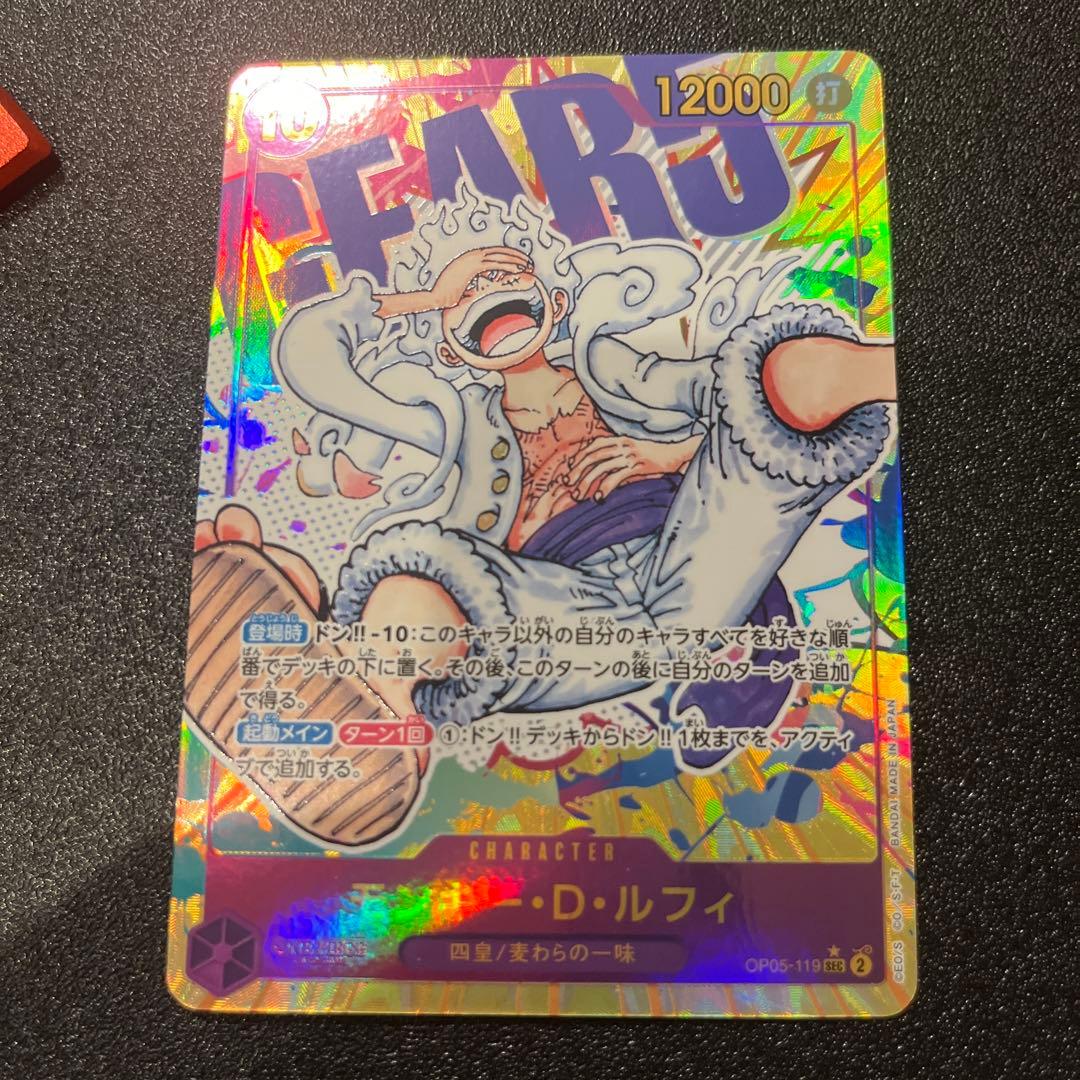 10
12000 打
GEAR5
登場時 ドン!!-10:このキャラ以外の自分のキャラすべてを好きな順
番でデッキの下に置く。その後、このターンの後に自分のターンを追加
で得る。
起動メイン ターン1回 ①:ドン!!デッキからドン!!1枚までを、アクティ
ブで追加する。
CHARACTER
モンキー・D・ルフィ
四皇/麦わらの一味
OP05-119 ★ SEC 2
©EO/S CO S・F・T BANDAI MADE IN JAPAN